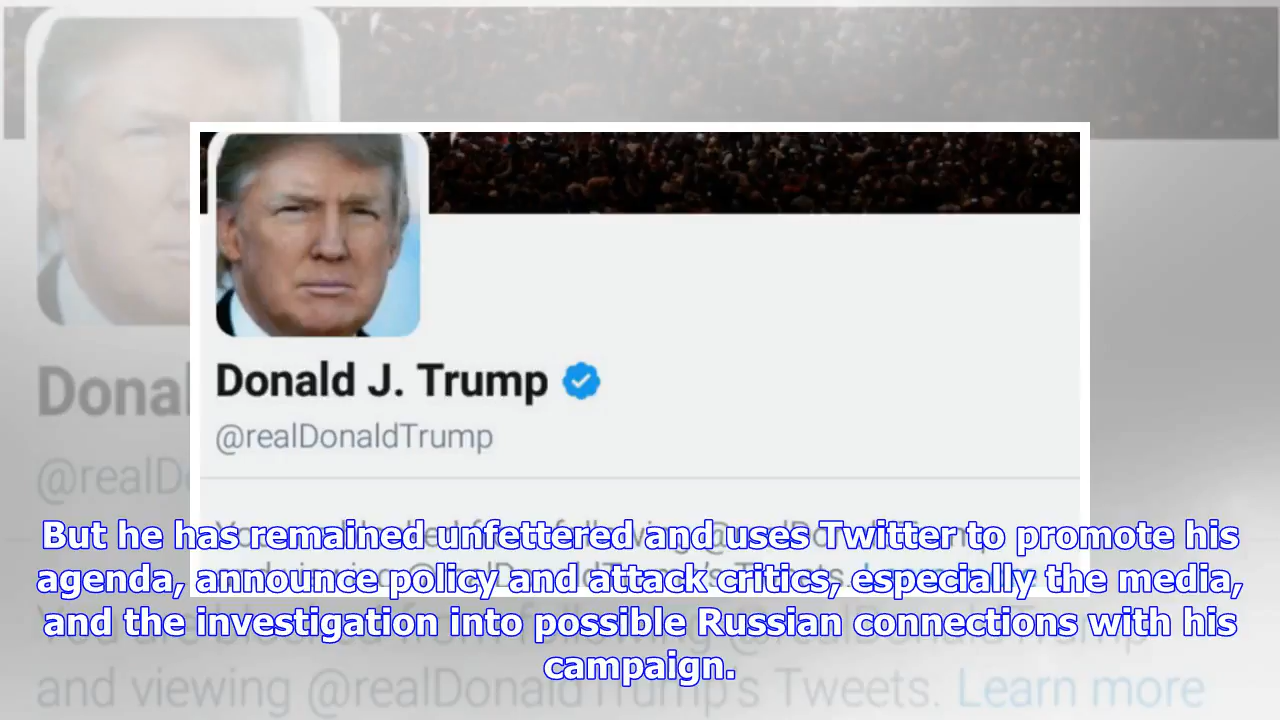 Donald J. Trump
@realDonaldTrump
But he has remained unfettered and uses Twitter to promote his
agenda, announce policy and attack critics, especially the media,
and the investigation into possible Russian connections with his
campaign.
Donal
@realDo
and viewing @realDonaldTrump's Tweets. Learn more